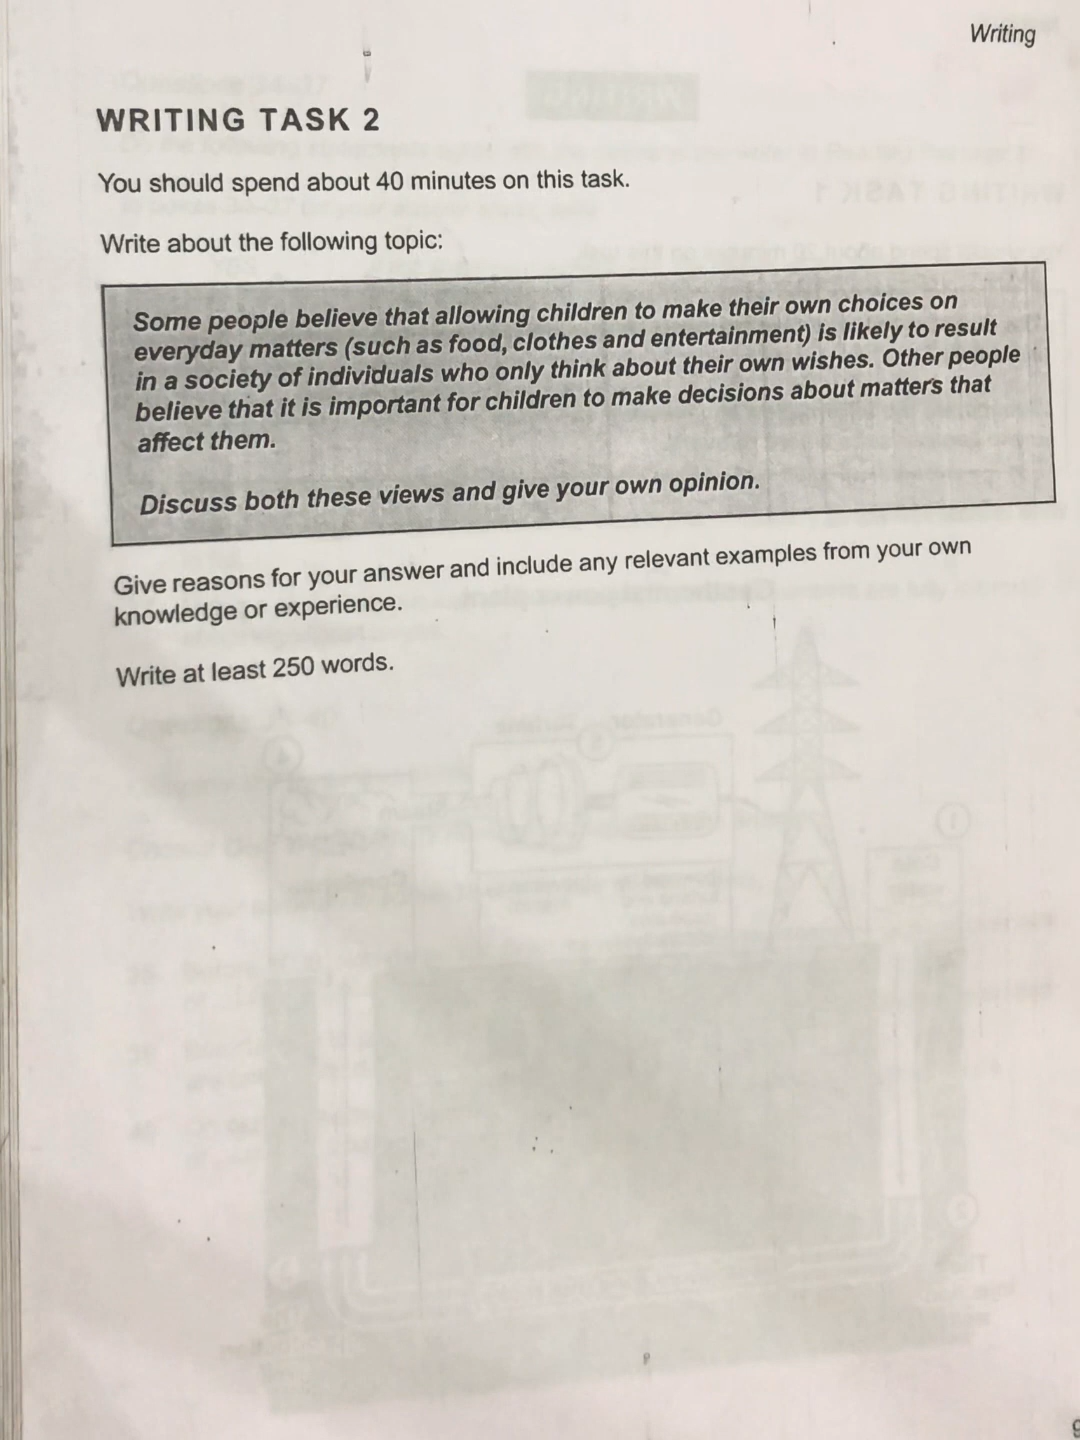 Writing
WRITING TASK 2
You should spend about 40 minutes on this task.
Write about the following topic:
Some people believe that allowing children to make their own choices on
everyday matters (such as food, clothes and entertainment) is likely to result
in a society of individuals who only think about their own wishes. Other people
believe that it is important for children to make decisions about matters that
affect them.
Discuss both these views and give your own opinion.
Give reasons for your answer and include any relevant examples from your own
knowledge or experience.
Write at least 250 words.